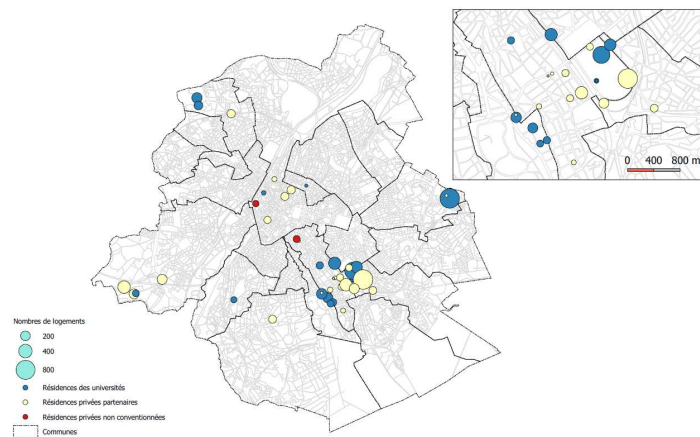 0 400 800 m
Nombres de logements
200
400
800
Résidences des universités
Résidences privées partenaires
Résidences privées non conventionnées
Communes